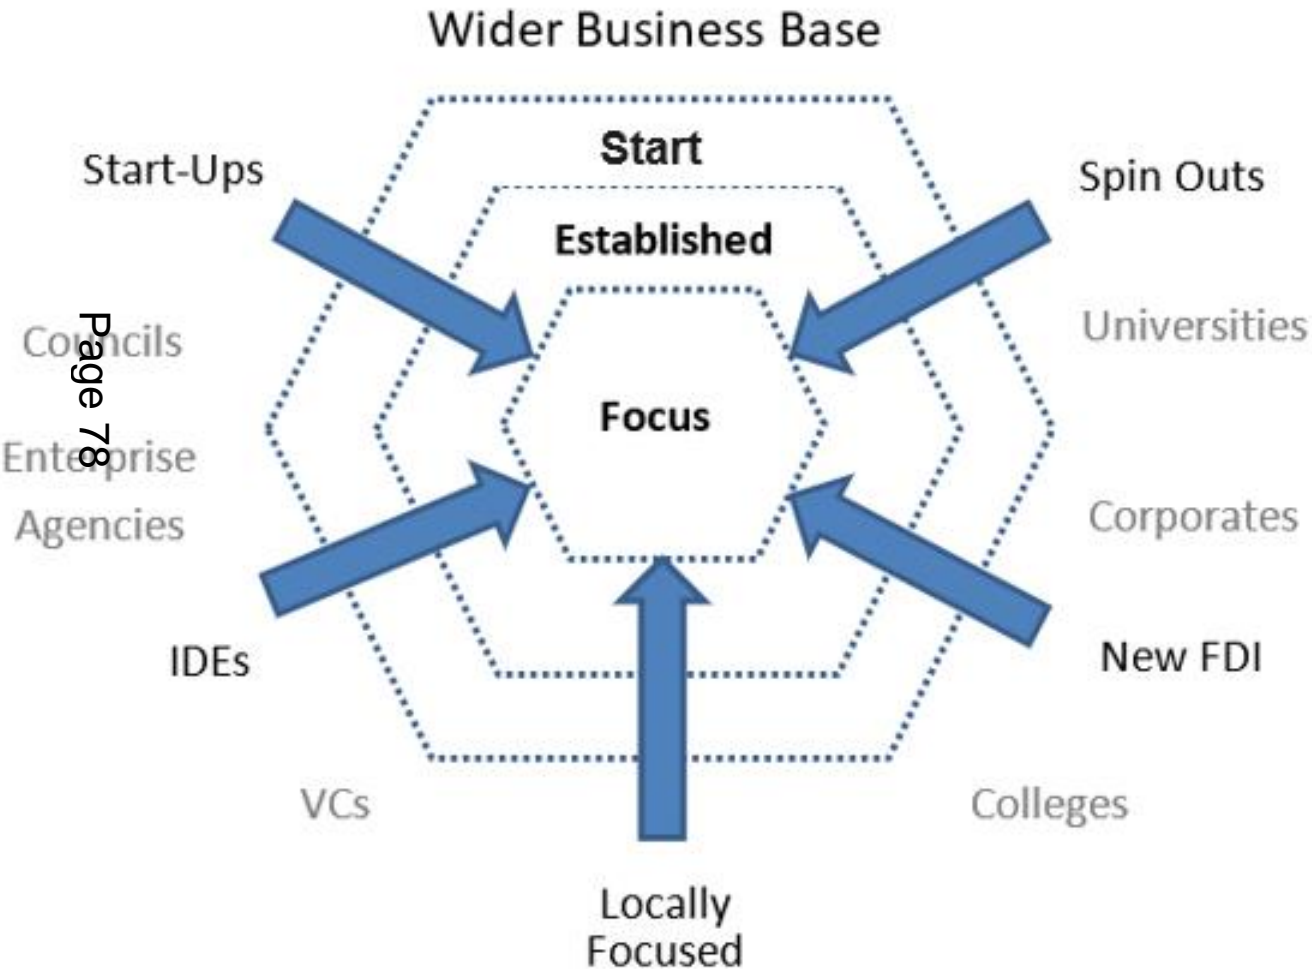 Wider Business Base
Start
Start-Ups
Spin Outs
Established
Universities
Councils
Page 78
Focus
Enterprise
Agencies
Corporates
IDEs
New FDI
VCs
Colleges
Locally
Focused